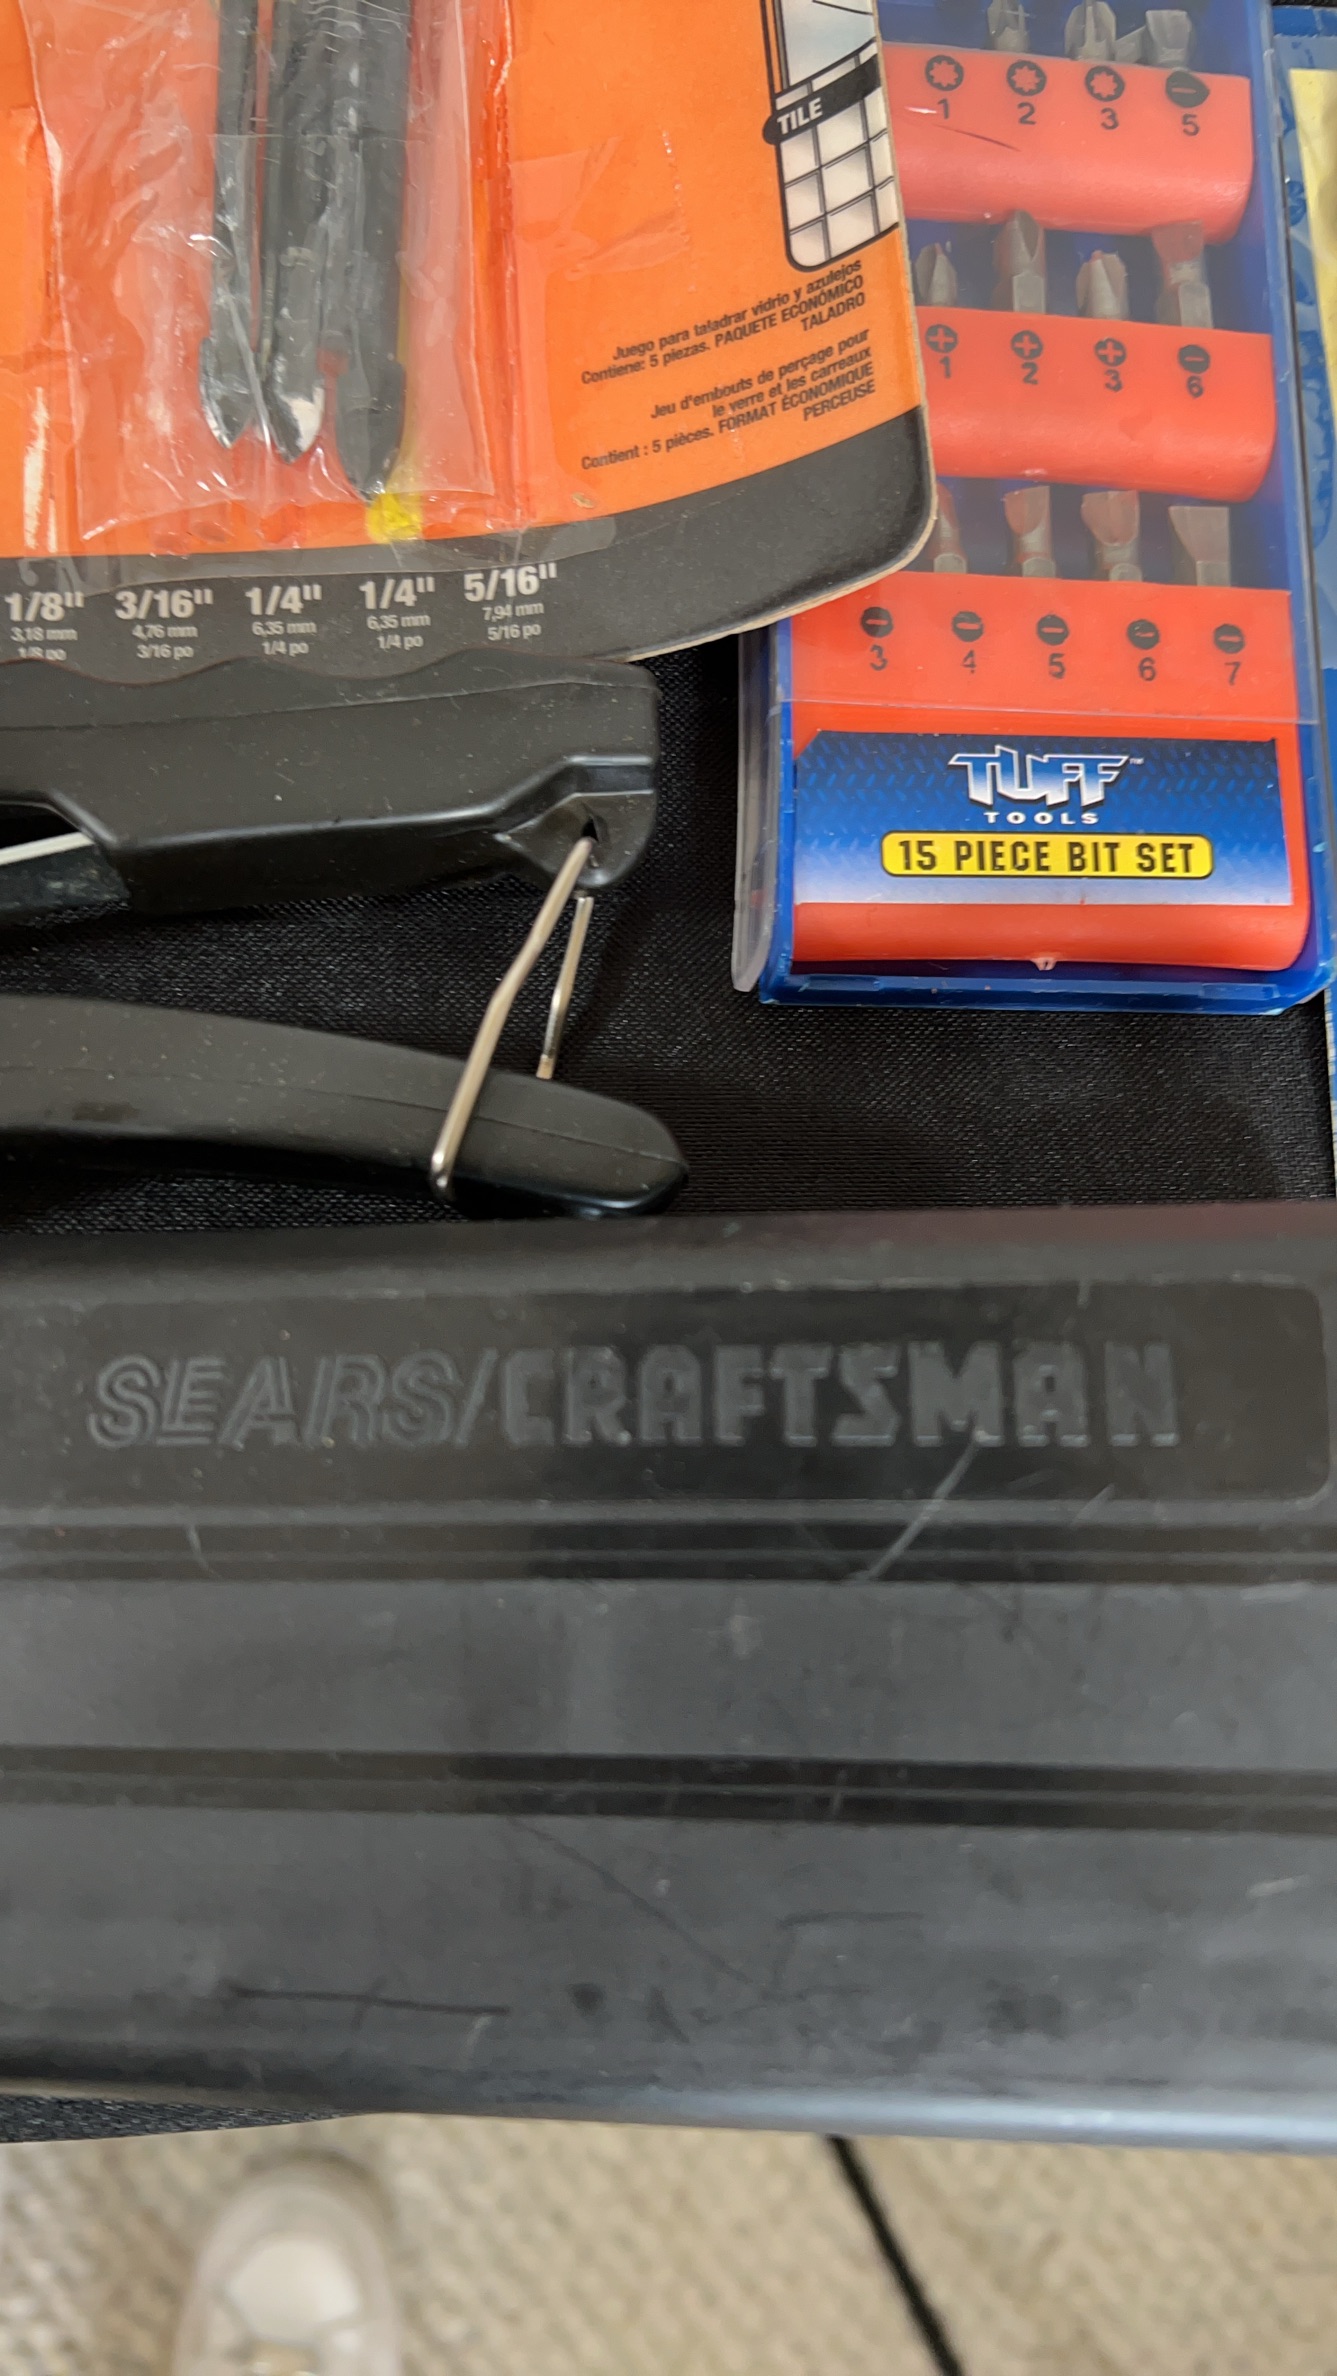 TILE
Juego para taladrar vidrio y azulejos
Contiene: 5 piezas. PAQUETE ECONÓMICO
TALADRO
Jeu d'embouts de perçage pour
le verre et les carreaux
Contient : 5 pièces. FORMAT ÉCONOMIQUE
PERCEUSE
1/8" 3/16" 1/4" 1/4" 5/16"
3,18 mm 4,76 mm 6,35 mm 6,35 mm 7,94 mm
1/8 po 3/16 po 1/4 po 1/4 po 5/16 po
1 2 3 5
1 2 3 6
3 4 5 6 7
TUFF™
TOOLS
15 PIECE BIT SET
SEARS/CRAFTSMAN